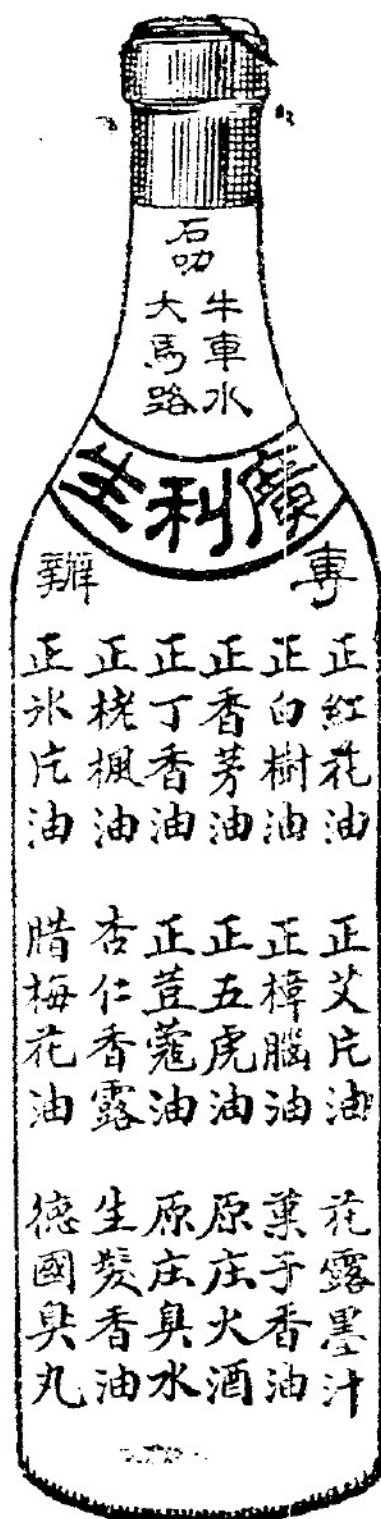 石叻
牛車水
大馬路
廣利生
專辦
正紅花油
正白樹油
正香芧油
正丁香油
正桃楓油
正氷片油
正艾片油
正樟腦油
正五虎油
正荳蔻油
杏仁香露
腊梅花油
花露墨汁
菓子香油
原庄火酒
原庄臭水
生髮香油
德國臭丸